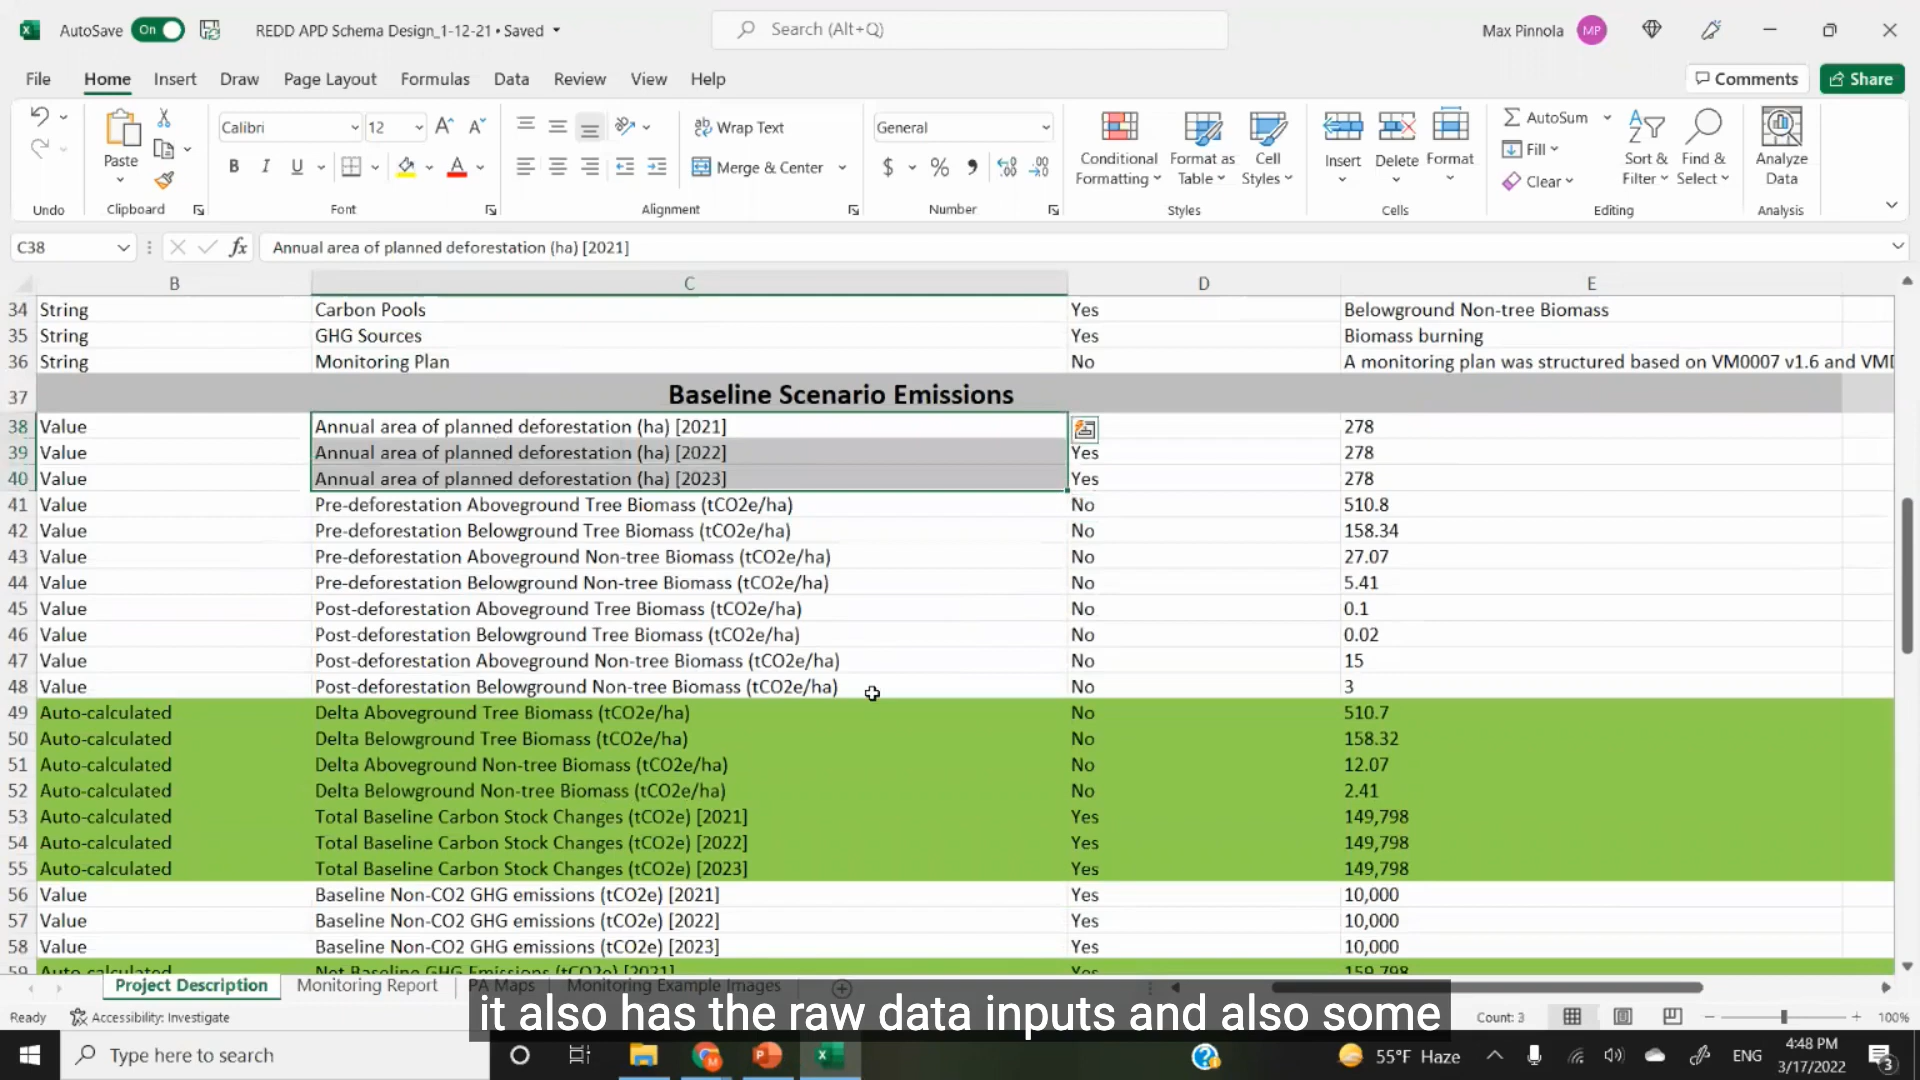 AutoSave On REDD APD Schema Design_1-12-21 • Saved Search (Alt+Q) Max Pinnola MP
File Home Insert Draw Page Layout Formulas Data Review View Help Comments Share
Calibri 12 Wrap Text General AutoSum
Paste B I U Merge & Center $ % Conditional Formatting Format as Table Cell Styles Insert Delete Format Fill Clear Sort & Filter Find & Select Analyze Data
Undo Clipboard Font Alignment Number Styles Cells Editing Analysis
C38 fx Annual area of planned deforestation (ha) [2021]
B C D E
34 String Carbon Pools Yes Belowground Non-tree Biomass
35 String GHG Sources Yes Biomass burning
36 String Monitoring Plan No A monitoring plan was structured based on VM0007 v1.6 and
37 Baseline Scenario Emissions
38 Value Annual area of planned deforestation (ha) [2021] 278
39 Value Annual area of planned deforestation (ha) [2022] Yes 278
40 Value Annual area of planned deforestation (ha) [2023] Yes 278
41 Value Pre-deforestation Aboveground Tree Biomass (tCO2e/ha) No 510.8
42 Value Pre-deforestation Belowground Tree Biomass (tCO2e/ha) No 158.34
43 Value Pre-deforestation Aboveground Non-tree Biomass (tCO2e/ha) No 27.07
44 Value Pre-deforestation Belowground Non-tree Biomass (tCO2e/ha) No 5.41
45 Value Post-deforestation Aboveground Tree Biomass (tCO2e/ha) No 0.1
46 Value Post-deforestation Belowground Tree Biomass (tCO2e/ha) No 0.02
47 Value Post-deforestation Aboveground Non-tree Biomass (tCO2e/ha) No 15
48 Value Post-deforestation Belowground Non-tree Biomass (tCO2e/ha) No 3
49 Auto-calculated Delta Aboveground Tree Biomass (tCO2e/ha) No 510.7
50 Auto-calculated Delta Belowground Tree Biomass (tCO2e/ha) No 158.32
51 Auto-calculated Delta Aboveground Non-tree Biomass (tCO2e/ha) No 12.07
52 Auto-calculated Delta Belowground Non-tree Biomass (tCO2e/ha) No 2.41
53 Auto-calculated Total Baseline Carbon Stock Changes (tCO2e) [2021] Yes 149,798
54 Auto-calculated Total Baseline Carbon Stock Changes (tCO2e) [2022] Yes 149,798
55 Auto-calculated Total Baseline Carbon Stock Changes (tCO2e) [2023] Yes 149,798
56 Value Baseline Non-CO2 GHG emissions (tCO2e) [2021] Yes 10,000
57 Value Baseline Non-CO2 GHG emissions (tCO2e) [2022] Yes 10,000
58 Value Baseline Non-CO2 GHG emissions (tCO2e) [2023] Yes 10,000
59 Auto-calculated Net Baseline GHG Emissions (tCO2e) [2021] Yes 159,798
Project Description Monitoring Report PA Maps Monitoring Example Images
it also has the raw data inputs and also some
Ready Accessibility: Investigate Count: 3 100%
Type here to search 55°F Haze ENG 4:48 PM 3/17/2022 3